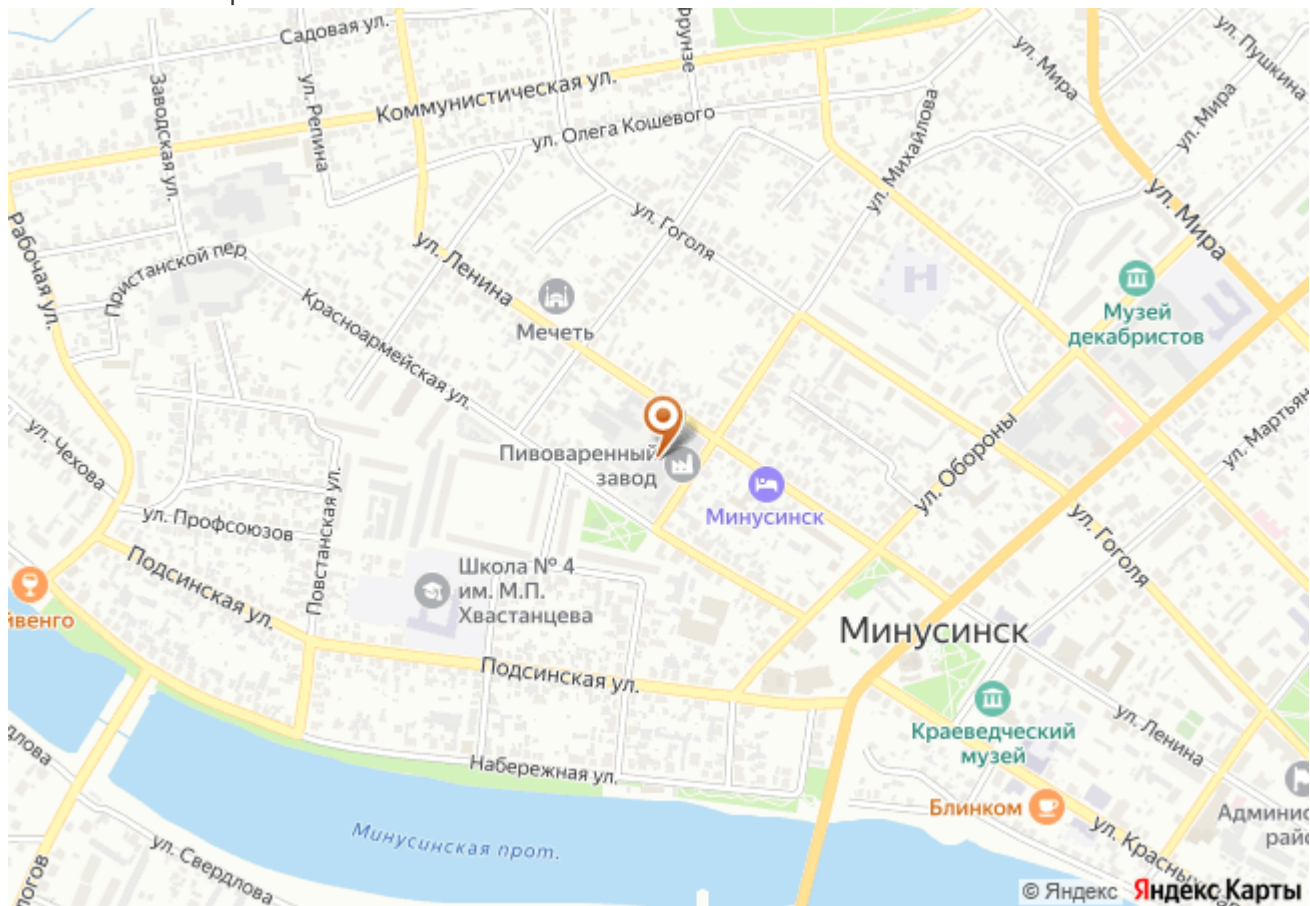 Садовая ул.
Заводская ул.
ул. Репина
Коммунистическая ул.
ул. Олега Кошевого
ул. Мира
ул. Пушкина
ул. Мира
ул. Михайлова
ул. Мира
Рабочая ул.
Пристанской пер
ул. Ленина
ул. Гоголя
Красноармейская ул.
Мечеть
Музей
декабристов
ул. Чехова
Пивоваренный
завод
Минусинск
ул. Обороны
ул. Гоголя
ул. Профсоюзов
Повстанская ул.
Подсинская ул.
Школа № 4
им. М.П.
Хвастанцева
Минусинск
Подсинская ул.
Краеведческий
музей
ул. Ленина
Набережная ул.
Блинком
Минусинская прот.
ул. Свердлова
© Яндекс Яндекс Карты